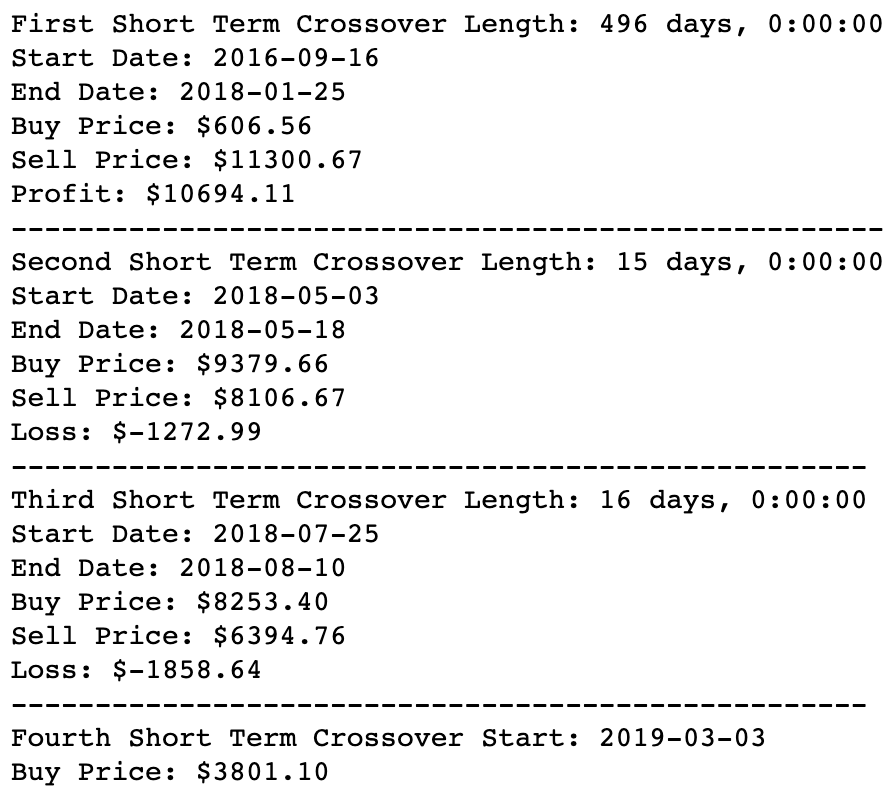 First Short Term Crossover Length: 496 days, 0:00:00
Start Date: 2016-09-16
End Date: 2018-01-25
Buy Price: $606.56
Sell Price: $11300.67
Profit: $10694.11
----------------------------------------------------
Second Short Term Crossover Length: 15 days, 0:00:00
Start Date: 2018-05-03
End Date: 2018-05-18
Buy Price: $9379.66
Sell Price: $8106.67
Loss: $-1272.99
---------------------------------------------------
Third Short Term Crossover Length: 16 days, 0:00:00
Start Date: 2018-07-25
End Date: 2018-08-10
Buy Price: $8253.40
Sell Price: $6394.76
Loss: $-1858.64
---------------------------------------------------
Fourth Short Term Crossover Start: 2019-03-03
Buy Price: $3801.10